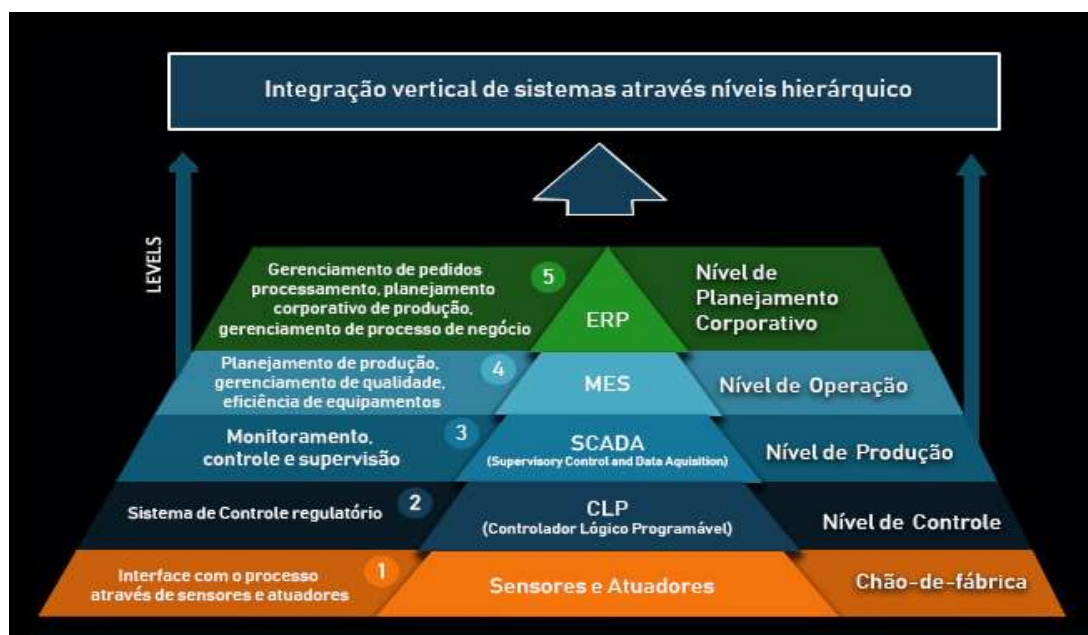 Integração vertical de sistemas através níveis hierárquico
LEVELS
Gerenciamento de pedidos
processamento, planejamento
corporativo de produção,
gerenciamento de processo de negócio
5
ERP
Nível de
Planejamento
Corporativo
Planejamento de produção,
gerenciamento de qualidade,
eficiência de equipamentos
4
MES
Nível de Operação
Monitoramento,
controle e supervisão
3
SCADA
(Supervisory Control and Data Aquisition)
Nível de Produção
Sistema de Controle regulatório
2
CLP
(Controlador Lógico Programável)
Nível de Controle
Interface com o processo
através de sensores e atuadores
1
Sensores e Atuadores
Chão-de-fábrica